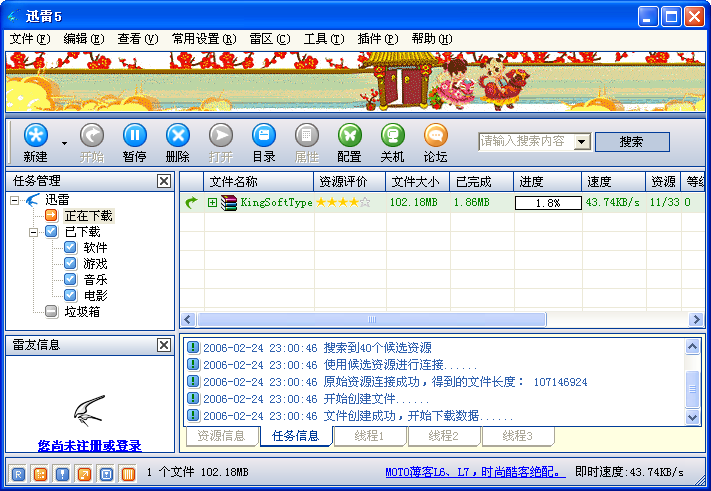 迅雷5
文件(F) 编辑(E) 查看(V) 常用设置(R) 雷区(C) 工具(T) 插件(P) 帮助(H)
新建 开始 暂停 删除 打开 目录 属性 配置 关机 论坛 请输入搜索内容 搜索
任务管理
迅雷
正在下载
已下载
软件
游戏
音乐
电影
垃圾箱
文件名称 资源评价 文件大小 已完成 进度 速度 资源 等级
KingSoftType 102.18MB 1.86MB 1.8% 43.74KB/s 11/33 0
雷友信息
您尚未注册或登录
2006-02-24 23:00:46 搜索到40个候选资源
2006-02-24 23:00:46 使用候选资源进行连接......
2006-02-24 23:00:46 原始资源连接成功，得到的文件长度： 107146924
2006-02-24 23:00:46 开始创建文件......
2006-02-24 23:00:46 文件创建成功，开始下载数据......
资源信息 任务信息 线程1 线程2 线程3
1 个文件 102.18MB MOTO薄客L6、L7，时尚酷客绝配。 即时速度:43.74KB/s